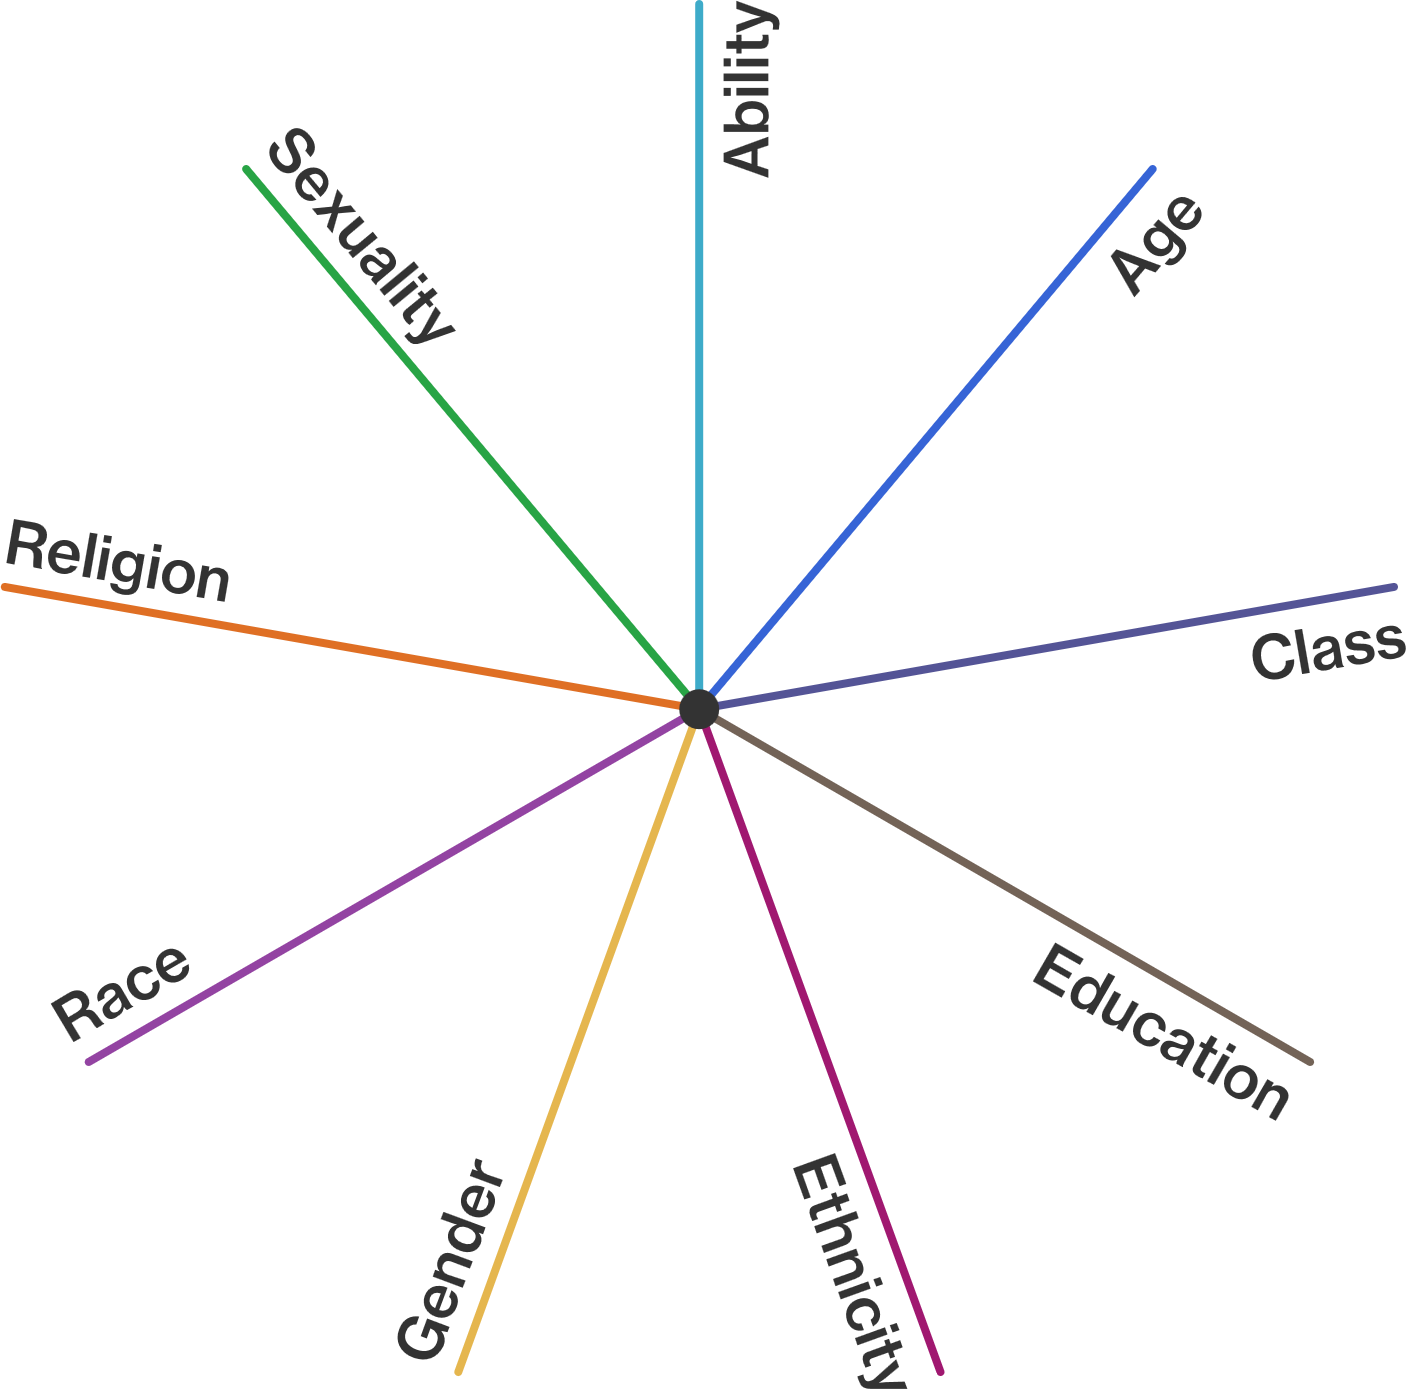 Ability
Age
Class
Education
Ethnicity
Gender
Race
Religion
Sexuality